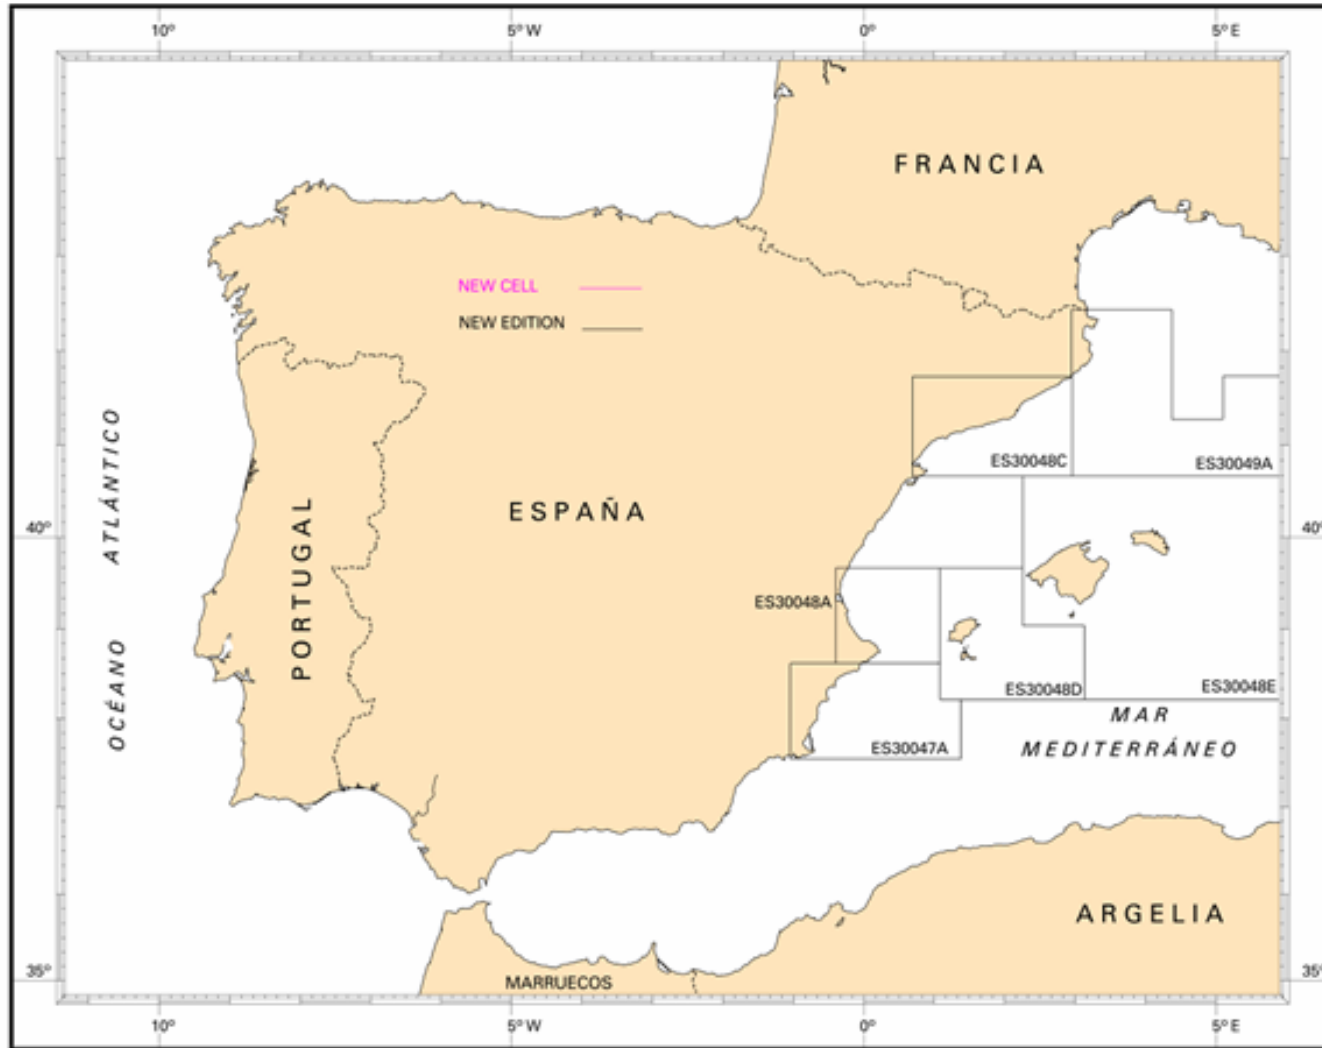 10º 5º W 0º 5º E
FRANCIA
NEW CELL
NEW EDITION
ES30048C ES30049A
OCÉANO ATLÁNTICO
PORTUGAL
ESPAÑA
40º 40º
ES30048A
ES30048D ES30048E
MAR
MEDITERRÁNEO
ES30047A
ARGELIA
MARRUECOS
35º 35º
10º 5º W 0º 5º E